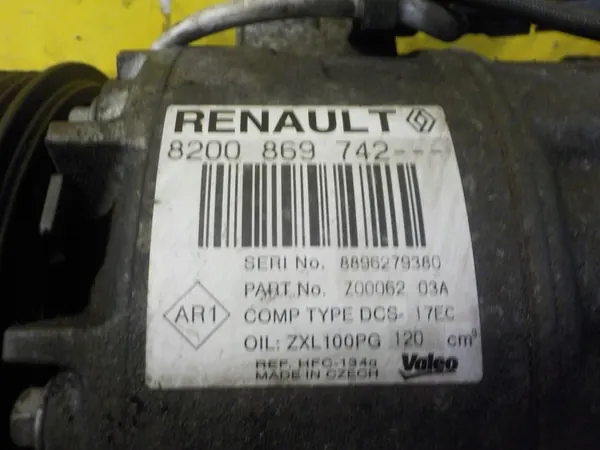 RENAULT
8200 869 742---
SERI No. 8896279380
PART.No. Z00062 03A
AR1
COMP TYPE DCS- 17EC
OIL: ZXL100PG 120 cm³
REF. HFC-134a
MADE IN CZECH
Valeo